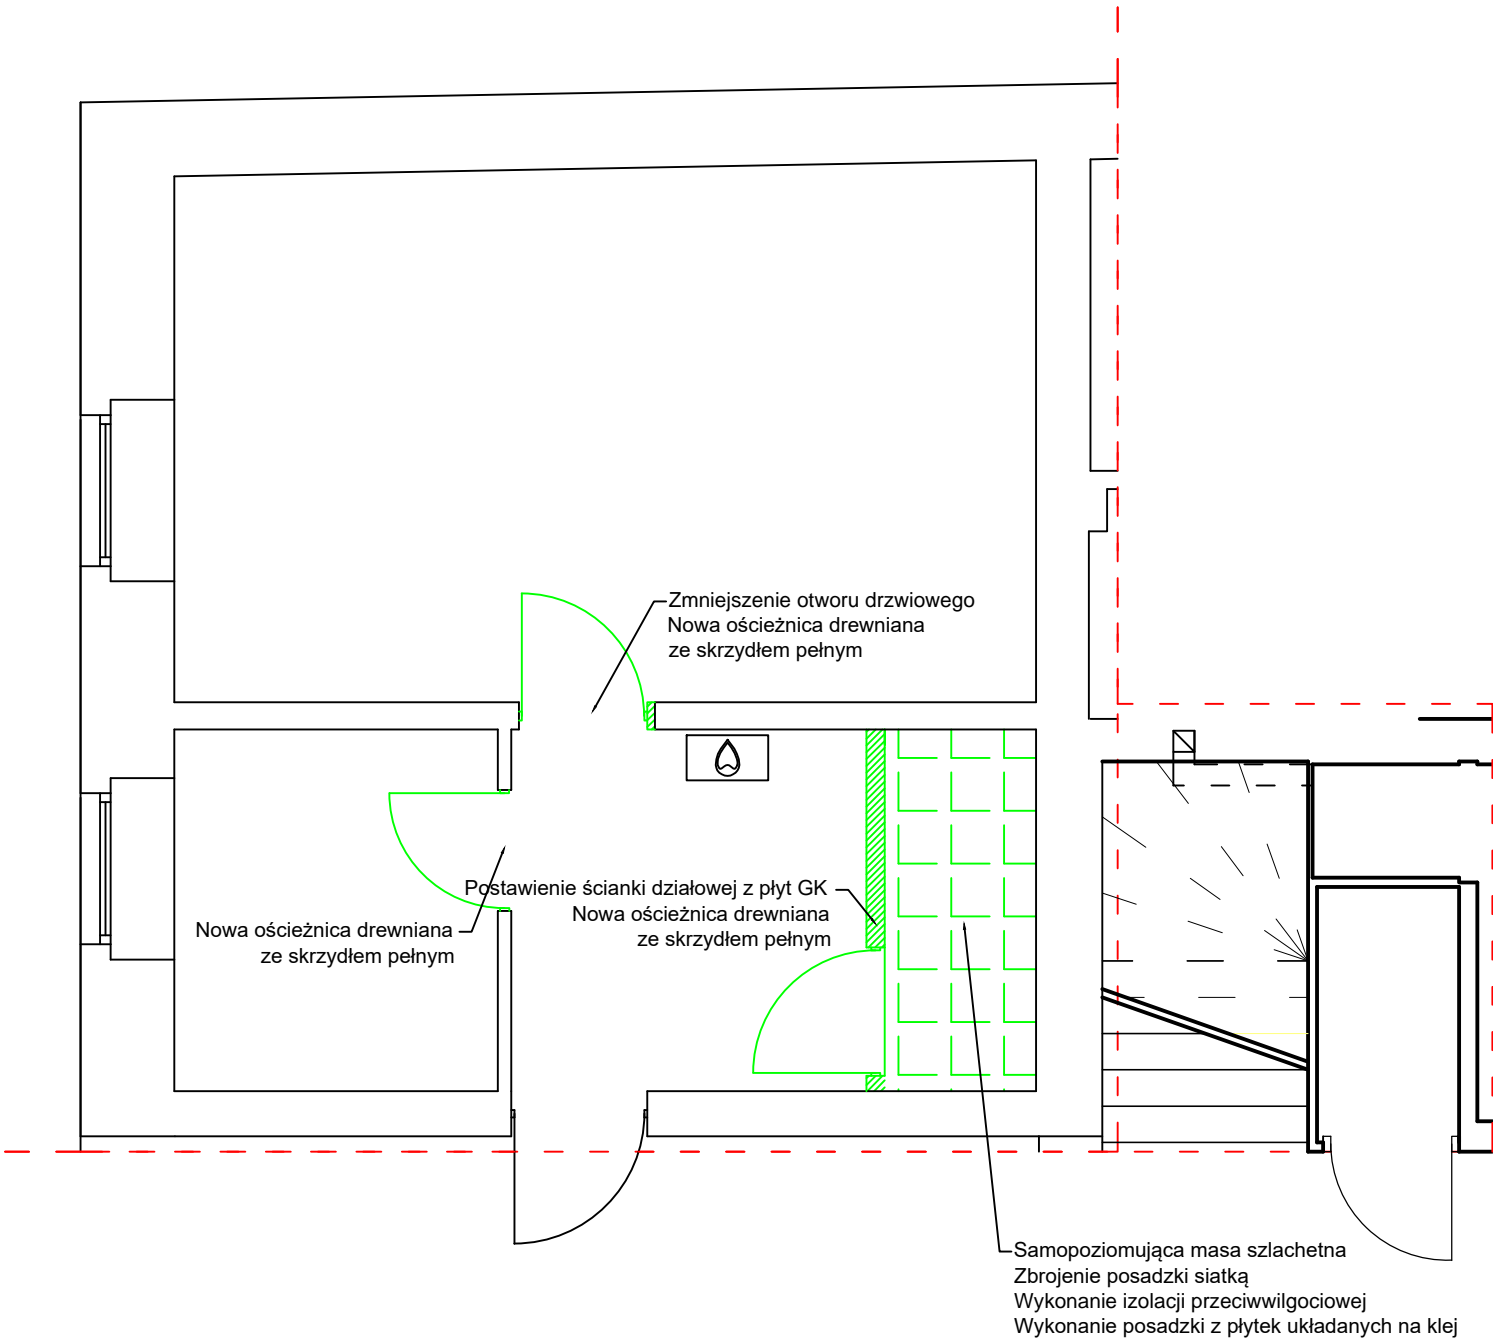 Zmniejszenie otworu drzwiowego
Nowa ościeżnica drewniana
ze skrzydłem pełnym
Postawienie ścianki działowej z płyt GK
Nowa ościeżnica drewniana
ze skrzydłem pełnym
Nowa ościeżnica drewniana
ze skrzydłem pełnym
Samopoziomująca masa szlachetna
Zbrojenie posadzki siatką
Wykonanie izolacji przeciwwilgociowej
Wykonanie posadzki z płytek układanych na klej